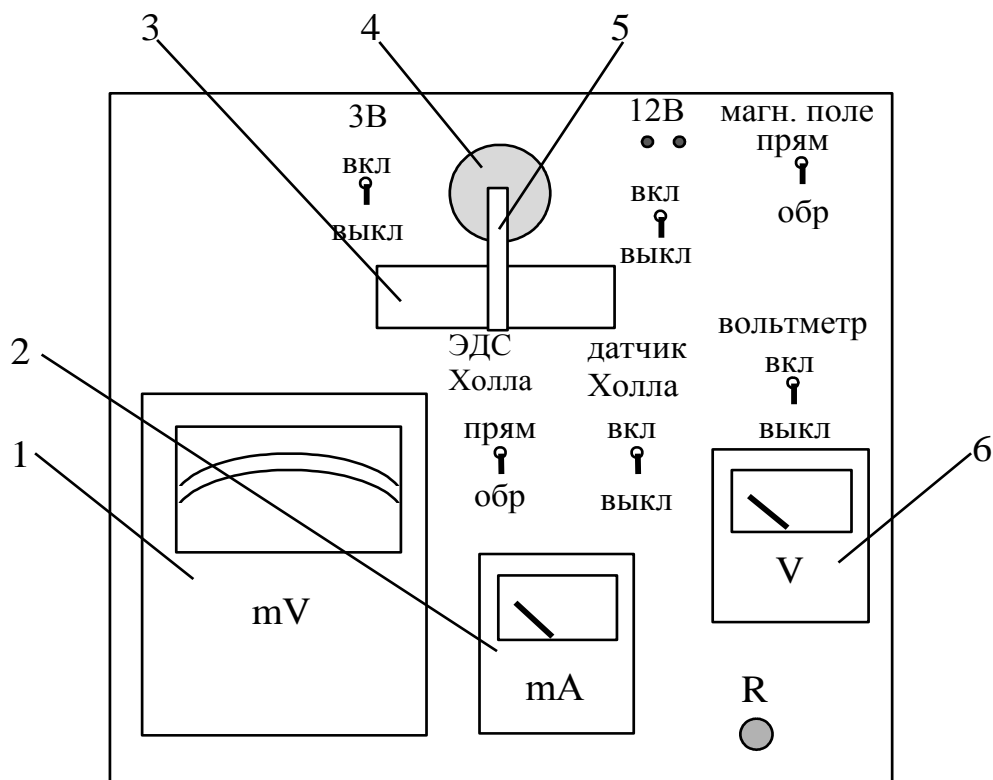 3
4
5
3В
вкл
выкл
12В
вкл
выкл
магн. поле
прям
обр
2
ЭДС
Холла
прям
обр
датчик
Холла
вкл
выкл
вольтметр
вкл
выкл
1
6
mV
mA
V
R